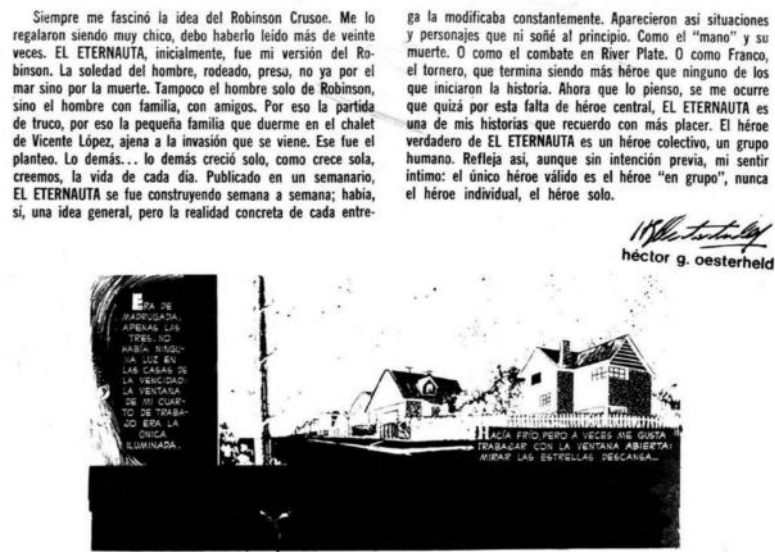 Siempre me fascinó la idea del Robinson Crusoe. Me lo
regalaron siendo muy chico, debo haberlo leído más de veinte
veces. EL ETERNAUTA, inicialmente, fue mi versión del Ro-
binson. La soledad del hombre, rodeado, preso, no ya por el
mar sino por la muerte. Tampoco el hombre solo de Robinson,
sino el hombre con familia, con amigos. Por eso la partida
de truco, por eso la pequeña familia que duerme en el chalet
de Vicente López, ajena a la invasión que se viene. Ese fue el
planteo. Lo demás... lo demás creció solo, como crece sola,
creemos, la vida de cada día. Publicado en un semanario,
EL ETERNAUTA se fue construyendo semana a semana; había,
sí, una idea general, pero la realidad concreta de cada entre-
ga la modificaba constantemente. Aparecieron asi situaciones
y personajes que ni soñé al principio. Como el "mano" y su
muerte. O como el combate en River Plate. O como Franco,
el tornero, que termina siendo más héroe que ninguno de los
que iniciaron la historia. Ahora que lo pienso, se me ocurre
que quizá por esta falta de héroe central, EL ETERNAUTA es
una de mis historias que recuerdo con más placer. El héroe
verdadero de EL ETERNAUTA es un héroe colectivo, un grupo
humano. Refleja así, aunque sin intención previa, mi sentir
íntimo: el único héroe válido es el héroe "en grupo", nunca
el héroe individual, el héroe solo.
héctor g. oesterheld
ERA DE
MADRUGADA,
APENAS LAS
TRES. NO
HABÍA NINGU-
NA LUZ EN
LAS CASAS DE
LA VENCIDAD:
LA VENTANA
DE MI CUAR-
TO DE TRABA-
JO ERA LA
ÚNICA
ILUMINADA.
HACÍA FRÍO, PERO A VECES ME GUSTA
TRABAJAR CON LA VENTANA ABIERTA:
MIRAR LAS ESTRELLAS DESCANSA...